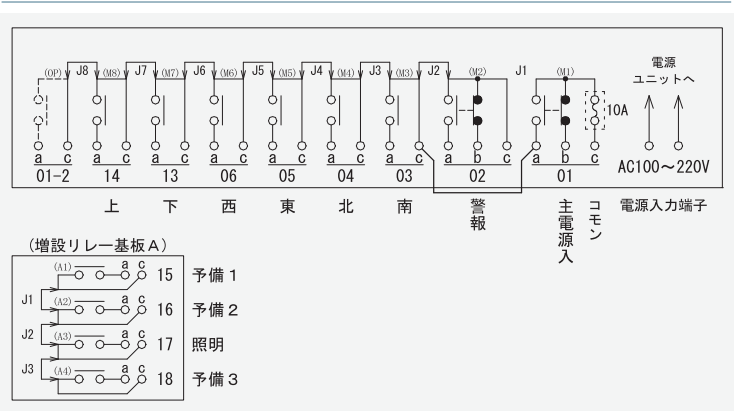 電源
ユニットへ
(OP) J8 (M8) J7 (M7) J6 (M6) J5 (M5) J4 (M4) J3 (M3) J2 (M2) J1 (M1)
10A
a c a c a c a c a c a c a c a b c a b c
AC100～220V
01-2 14 13 06 05 04 03 02 01
上 下 西 東 北 南 警報 主電源入 コモン 電源入力端子
(増設リレー基板A)
(A1) a c 15 予備1
J1
(A2) a c 16 予備2
J2
(A3) a c 17 照明
J3
(A4) a c 18 予備3